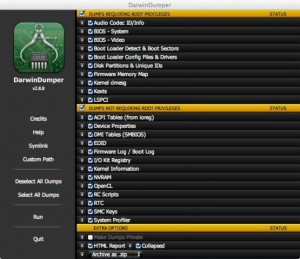 DarwinDumper
DarwinDumper
v2.8.0
Credits
Help
Symlink
Custom Path
Deselect All Dumps
Select All Dumps
Run
Quit
DUMPS REQUIRING ROOT PRIVILEGES STATUS
Audio Codec ID/Info
BIOS - System
BIOS - Video
Boot Loader Detect & Boot Sectors
Boot Loader Config Files & Drivers
Disk Partitions & Unique IDs
Firmware Memory Map
Kernel dmesg
Kexts
LSPCI
DUMPS NOT REQUIRING ROOT PRIVILEGES STATUS
ACPI Tables (from ioreg)
Device Properties
DMI Tables (SMBIOS)
EDID
Firmware Log / Boot Log
I/O Kit Registry
Kernel Information
NVRAM
OpenCL
RC Scripts
RTC
SMC Keys
System Profiler
EXTRA OPTIONS STATUS
Make Dumps Private
HTML Report Collapsed
Archive as .zip